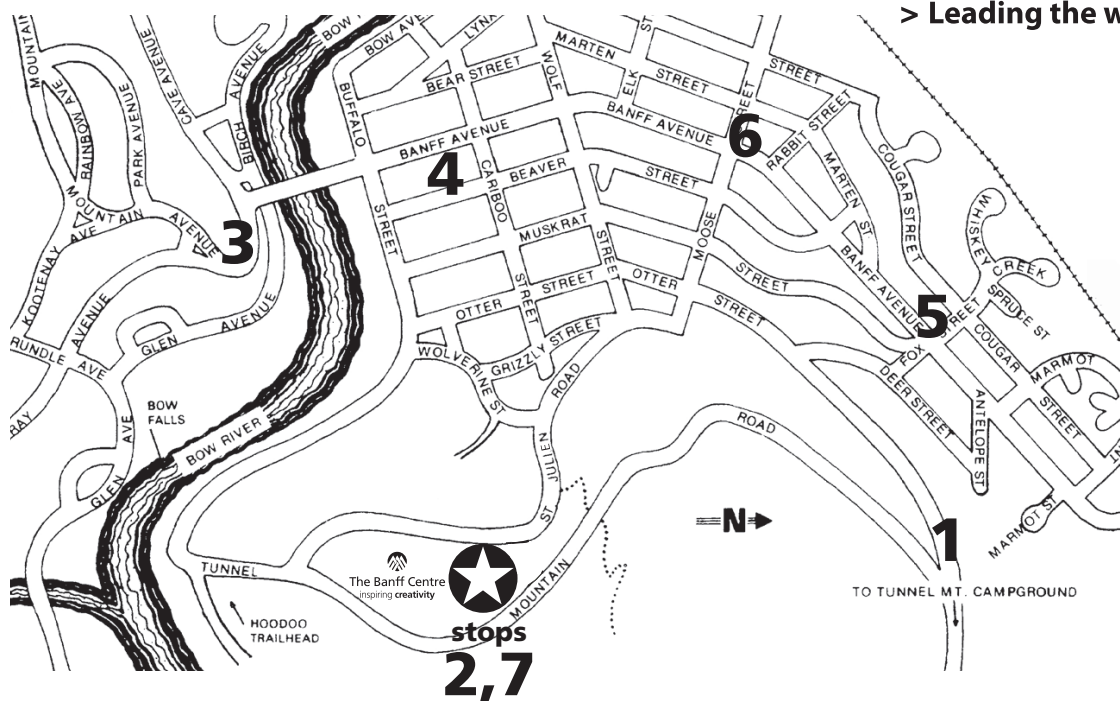 > Leading the w
MOUNTAIN
CAVE AVENUE
AVENUE
BIRCH
BOW
BOW AVE
LYNX
RAINBOW AVE
PARK AVENUE
BUFFALO
STREET
BEAR STREET
WOLF
STREET
MARTEN
STREET
ELK
ST
STREET
STREET
BANFF AVENUE
BANFF AVENUE
6
RABBIT STREET
4
CARIBOO
STREET
BEAVER
STREET
MARTEN ST
COUGAR STREET
WHISKEY
CREEK
MOUNTAIN
AVE
AVENUE
3
MUSKRAT
MOOSE
STREET
BANFF AVENUE
KOOTENAY
AVENUE
GLEN
AVENUE
OTTER
STREET
OTTER
STREET
5
FOX STREET
SPRUCE ST
COUGAR
STREET
MARMOT
RUNDLE AVE
RAY
WOLVERINE ST
GRIZZLY STREET
DEER STREET
ANTELOPE ST
BOW
FALLS
AVE
GLEN
BOW RIVER
ROAD
JULIEN
ST
ROAD
N
MARMOT ST
1
TUNNEL
MOUNTAIN
The Banff Centre
inspiring creativity
stops
2,7
TO TUNNEL MT. CAMPGROUND
HOODOO
TRAILHEAD